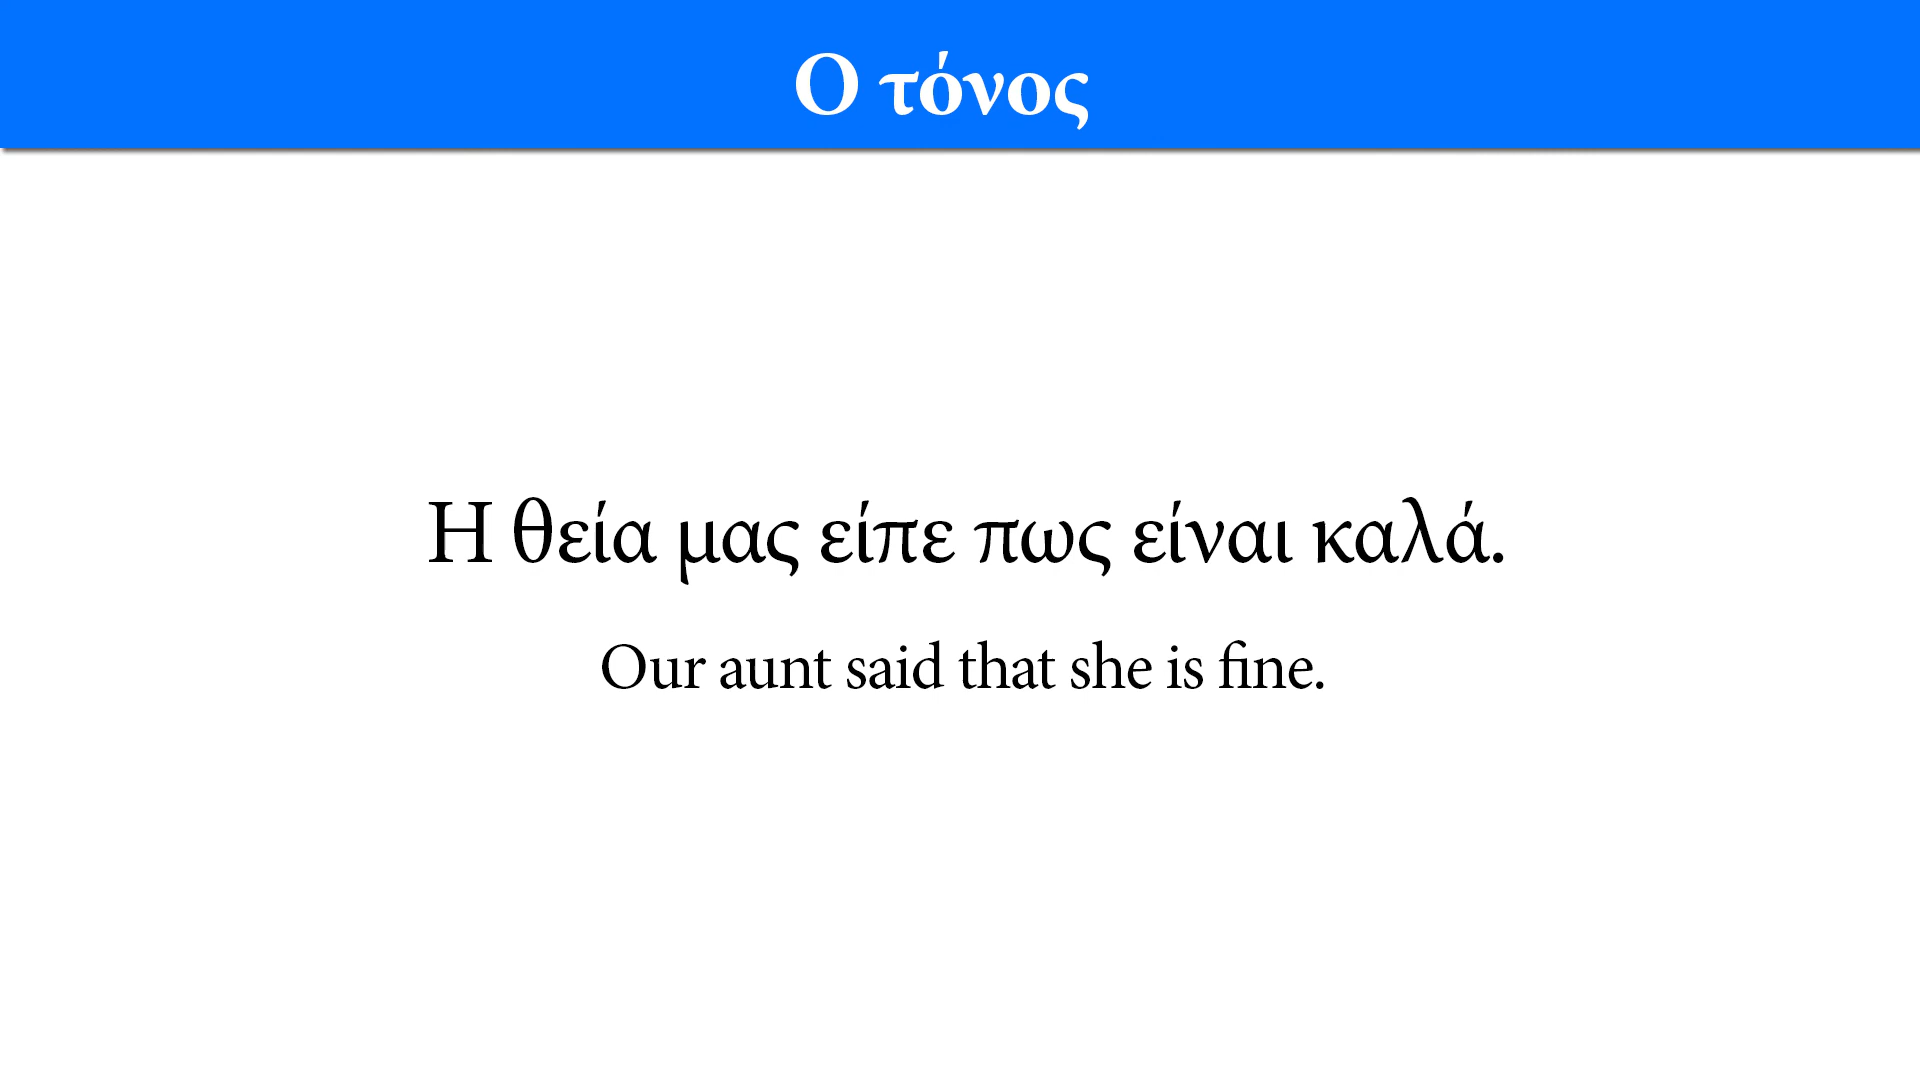 Ο τόνος
Η θεία μας είπε πως είναι καλά.
Our aunt said that she is fine.